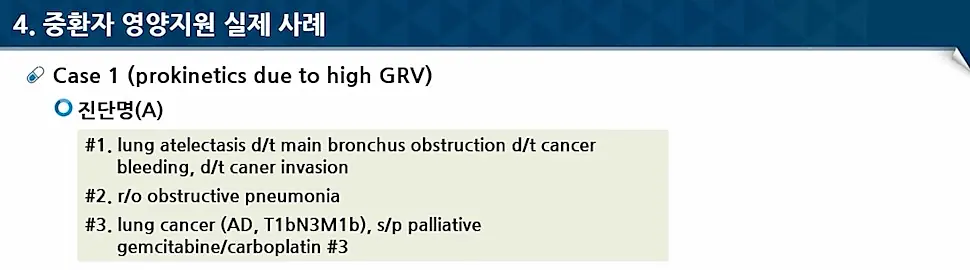 4. 중환자 영양지원 실제 사례
Case 1 (prokinetics due to high GRV)
진단명(A)
#1. lung atelectasis d/t main bronchus obstruction d/t cancer
bleeding, d/t caner invasion
#2. r/o obstructive pneumonia
#3. lung cancer (AD, T1bN3M1b), s/p palliative
gemcitabine/carboplatin #3